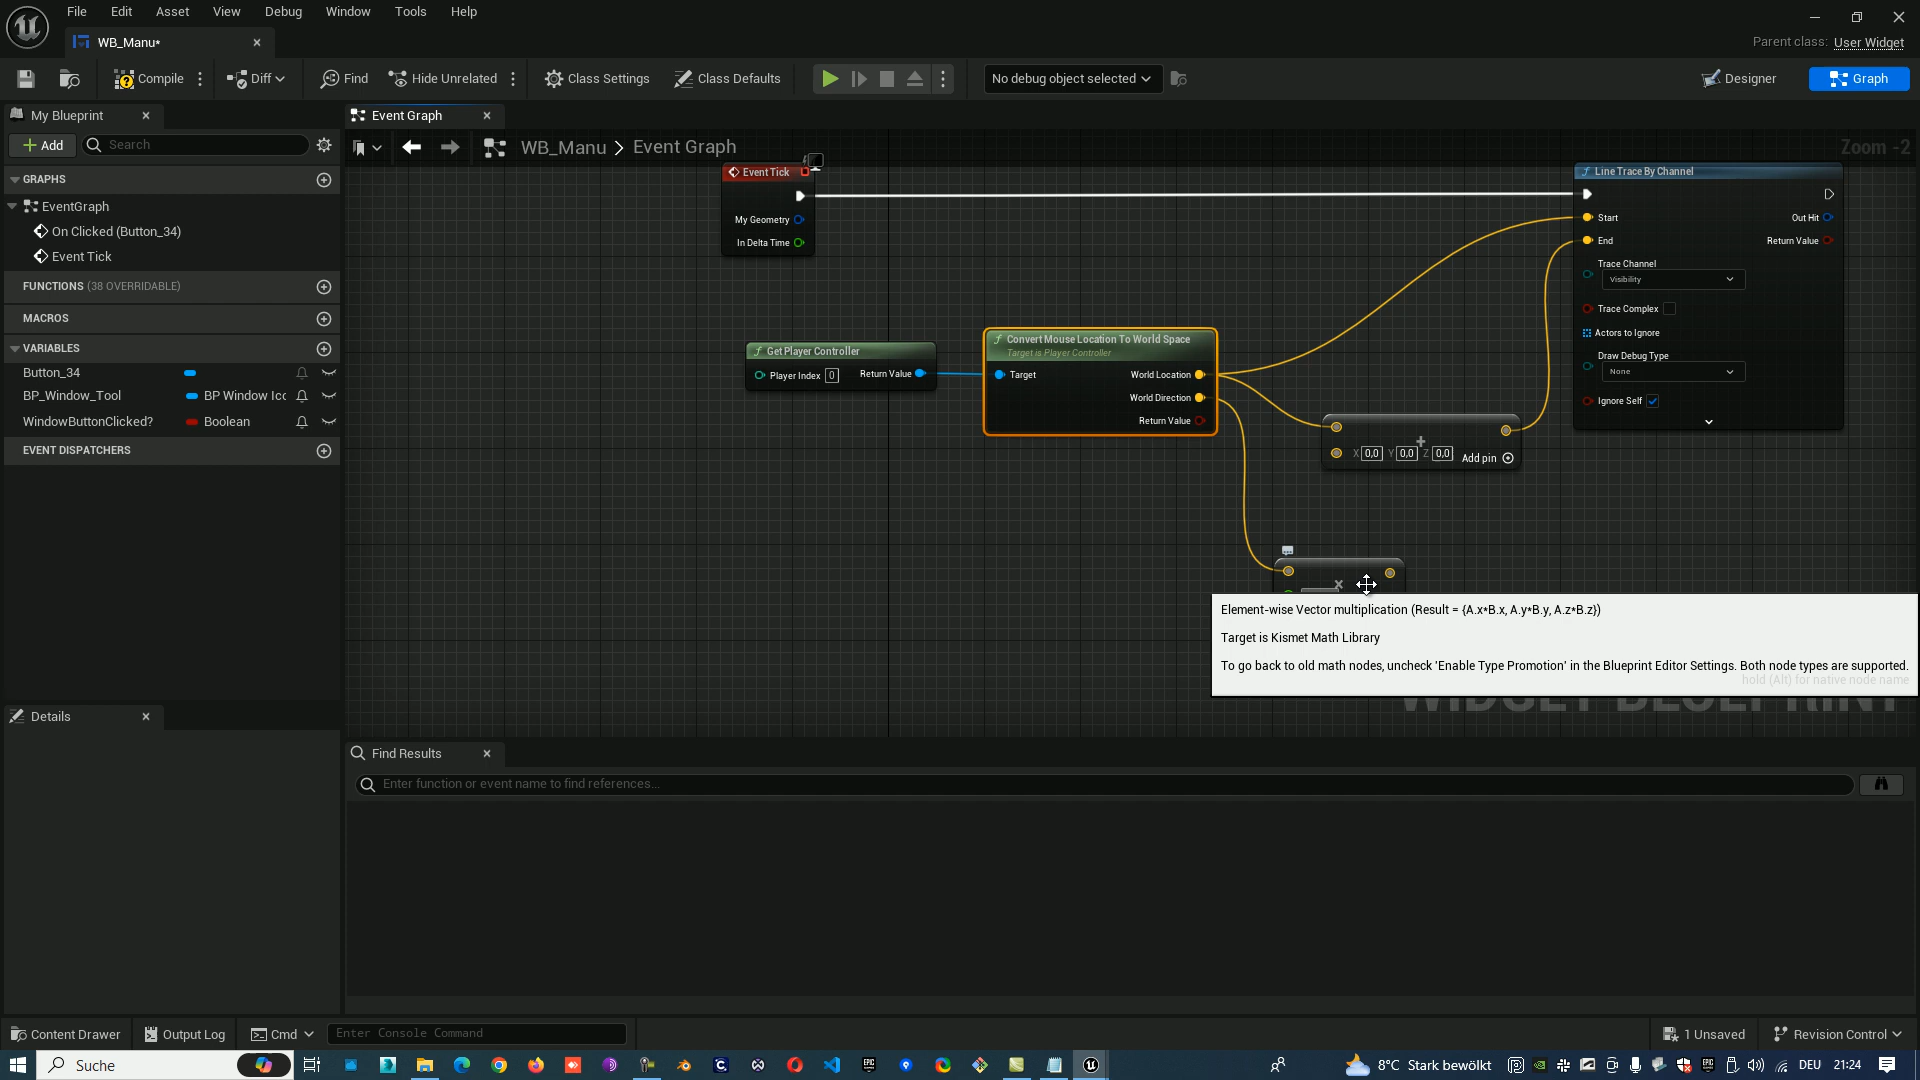 File Edit Asset View Debug Window Tools Help
WB_Manu*
Parent class: User Widget
Compile Diff Find Hide Unrelated Class Settings Class Defaults No debug object selected Designer Graph
My Blueprint
Event Graph
Add Search
WB_Manu > Event Graph
Zoom -2
GRAPHS
EventGraph
On Clicked (Button_34)
Event Tick
FUNCTIONS (38 OVERRIDABLE)
MACROS
VARIABLES
Button_34
BP_Window_Tool BP Window Icc
WindowButtonClicked? Boolean
EVENT DISPATCHERS
Event Tick
My Geometry
In Delta Time
Get Player Controller
Player Index 0 Return Value
Convert Mouse Location To World Space
Target is Player Controller
Target World Location
World Direction
Return Value
X 0,0 Y 0,0 Z 0,0 Add pin
Line Trace By Channel
Start Out Hit
End Return Value
Trace Channel
Visibility
Trace Complex
Actors to Ignore
Draw Debug Type
None
Ignore Self
Element-wise Vector multiplication (Result = {A.x*B.x, A.y*B.y, A.z*B.z})
Target is Kismet Math Library
To go back to old math nodes, uncheck 'Enable Type Promotion' in the Blueprint Editor Settings. Both node types are supported.
hold (Alt) for native node name
WIDGET BLUEPRINT
Details
Find Results
Enter function or event name to find references...
Content Drawer Output Log Cmd Enter Console Command 1 Unsaved Revision Control
Suche 8°C Stark bewölkt DEU 21:24